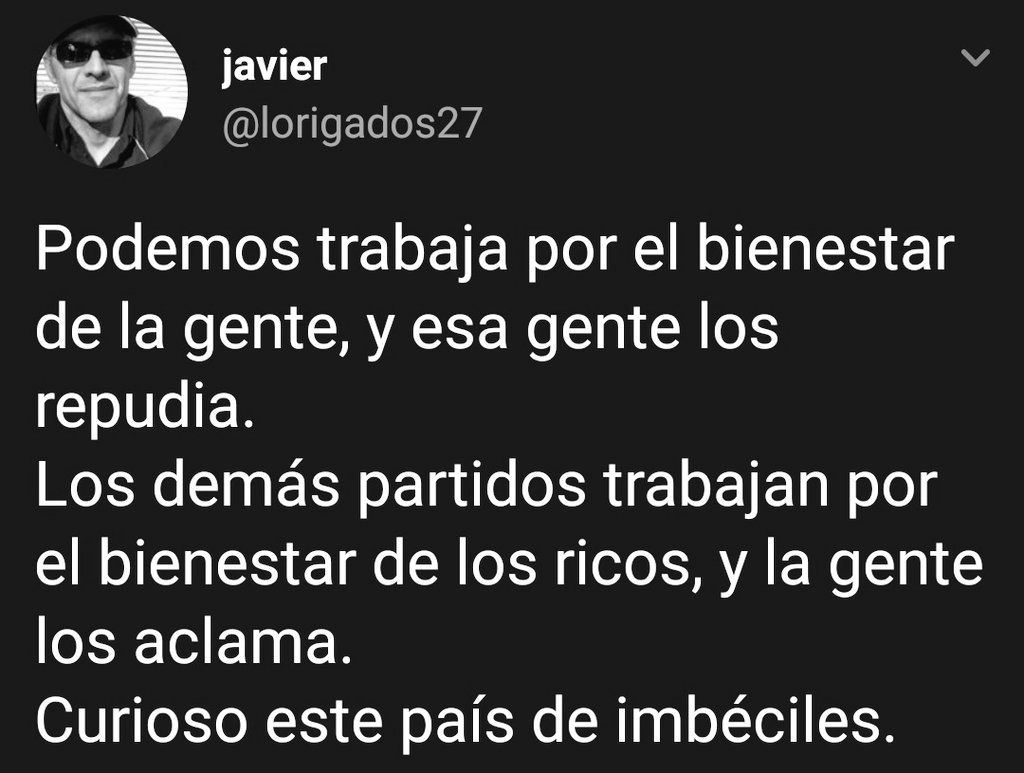 javier
@lorigados27
Podemos trabaja por el bienestar
de la gente, y esa gente los
repudia.
Los demás partidos trabajan por
el bienestar de los ricos, y la gente
los aclama.
Curioso este país de imbéciles.